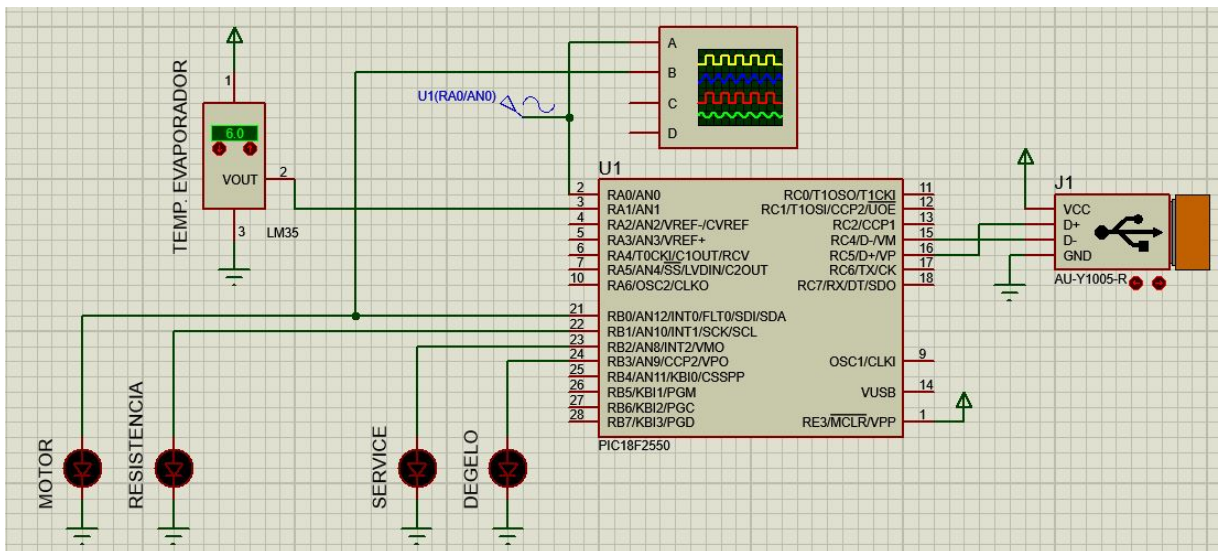 A
B
C
D
U1(RA0/AN0)
TEMP. EVAPORADOR
1
6.0
VOUT
2
3
LM35
U1
2
RA0/AN0
3
RA1/AN1
4
RA2/AN2/VREF-/CVREF
5
RA3/AN3/VREF+
6
RA4/T0CKI/C1OUT/RCV
7
RA5/AN4/SS/LVDIN/C2OUT
10
RA6/OSC2/CLKO
21
RB0/AN12/INT0/FLT0/SDI/SDA
22
RB1/AN10/INT1/SCK/SCL
23
RB2/AN8/INT2/VMO
24
RB3/AN9/CCP2/VPO
25
RB4/AN11/KBI0/CSSPP
26
RB5/KBI1/PGM
27
RB6/KBI2/PGC
28
RB7/KBI3/PGD
RC0/T1OSO/T1CKI
11
RC1/T1OSI/CCP2/UOE
12
RC2/CCP1
13
RC4/D-/VM
15
RC5/D+/VP
16
RC6/TX/CK
17
RC7/RX/DT/SDO
18
OSC1/CLKI
9
VUSB
14
RE3/MCLR/VPP
1
PIC18F2550
J1
VCC
D+
D-
GND
AU-Y1005-R
MOTOR
RESISTENCIA
SERVICE
DEGELO